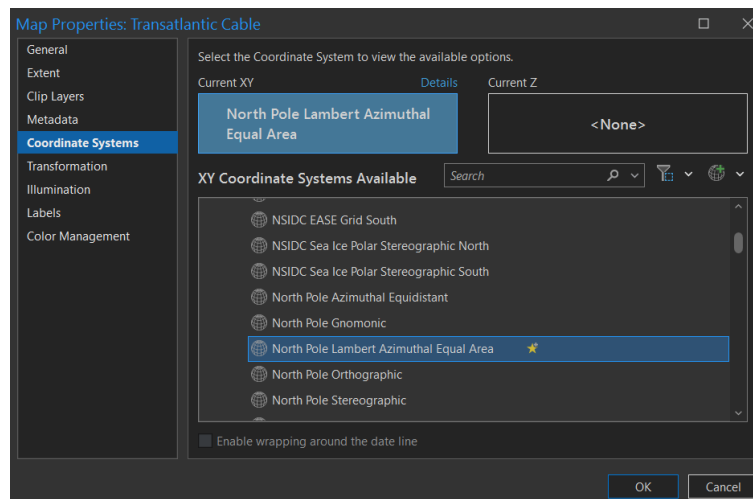 Map Properties: Transatlantic Cable
General
Extent
Clip Layers
Metadata
Coordinate Systems
Transformation
Illumination
Labels
Color Management
Select the Coordinate System to view the available options.
Current XY
Details
Current Z
North Pole Lambert Azimuthal
Equal Area
<None>
XY Coordinate Systems Available
Search
NSIDC EASE Grid South
NSIDC Sea Ice Polar Stereographic North
NSIDC Sea Ice Polar Stereographic South
North Pole Azimuthal Equidistant
North Pole Gnomonic
North Pole Lambert Azimuthal Equal Area
North Pole Orthographic
North Pole Stereographic
Enable wrapping around the date line
OK
Cancel